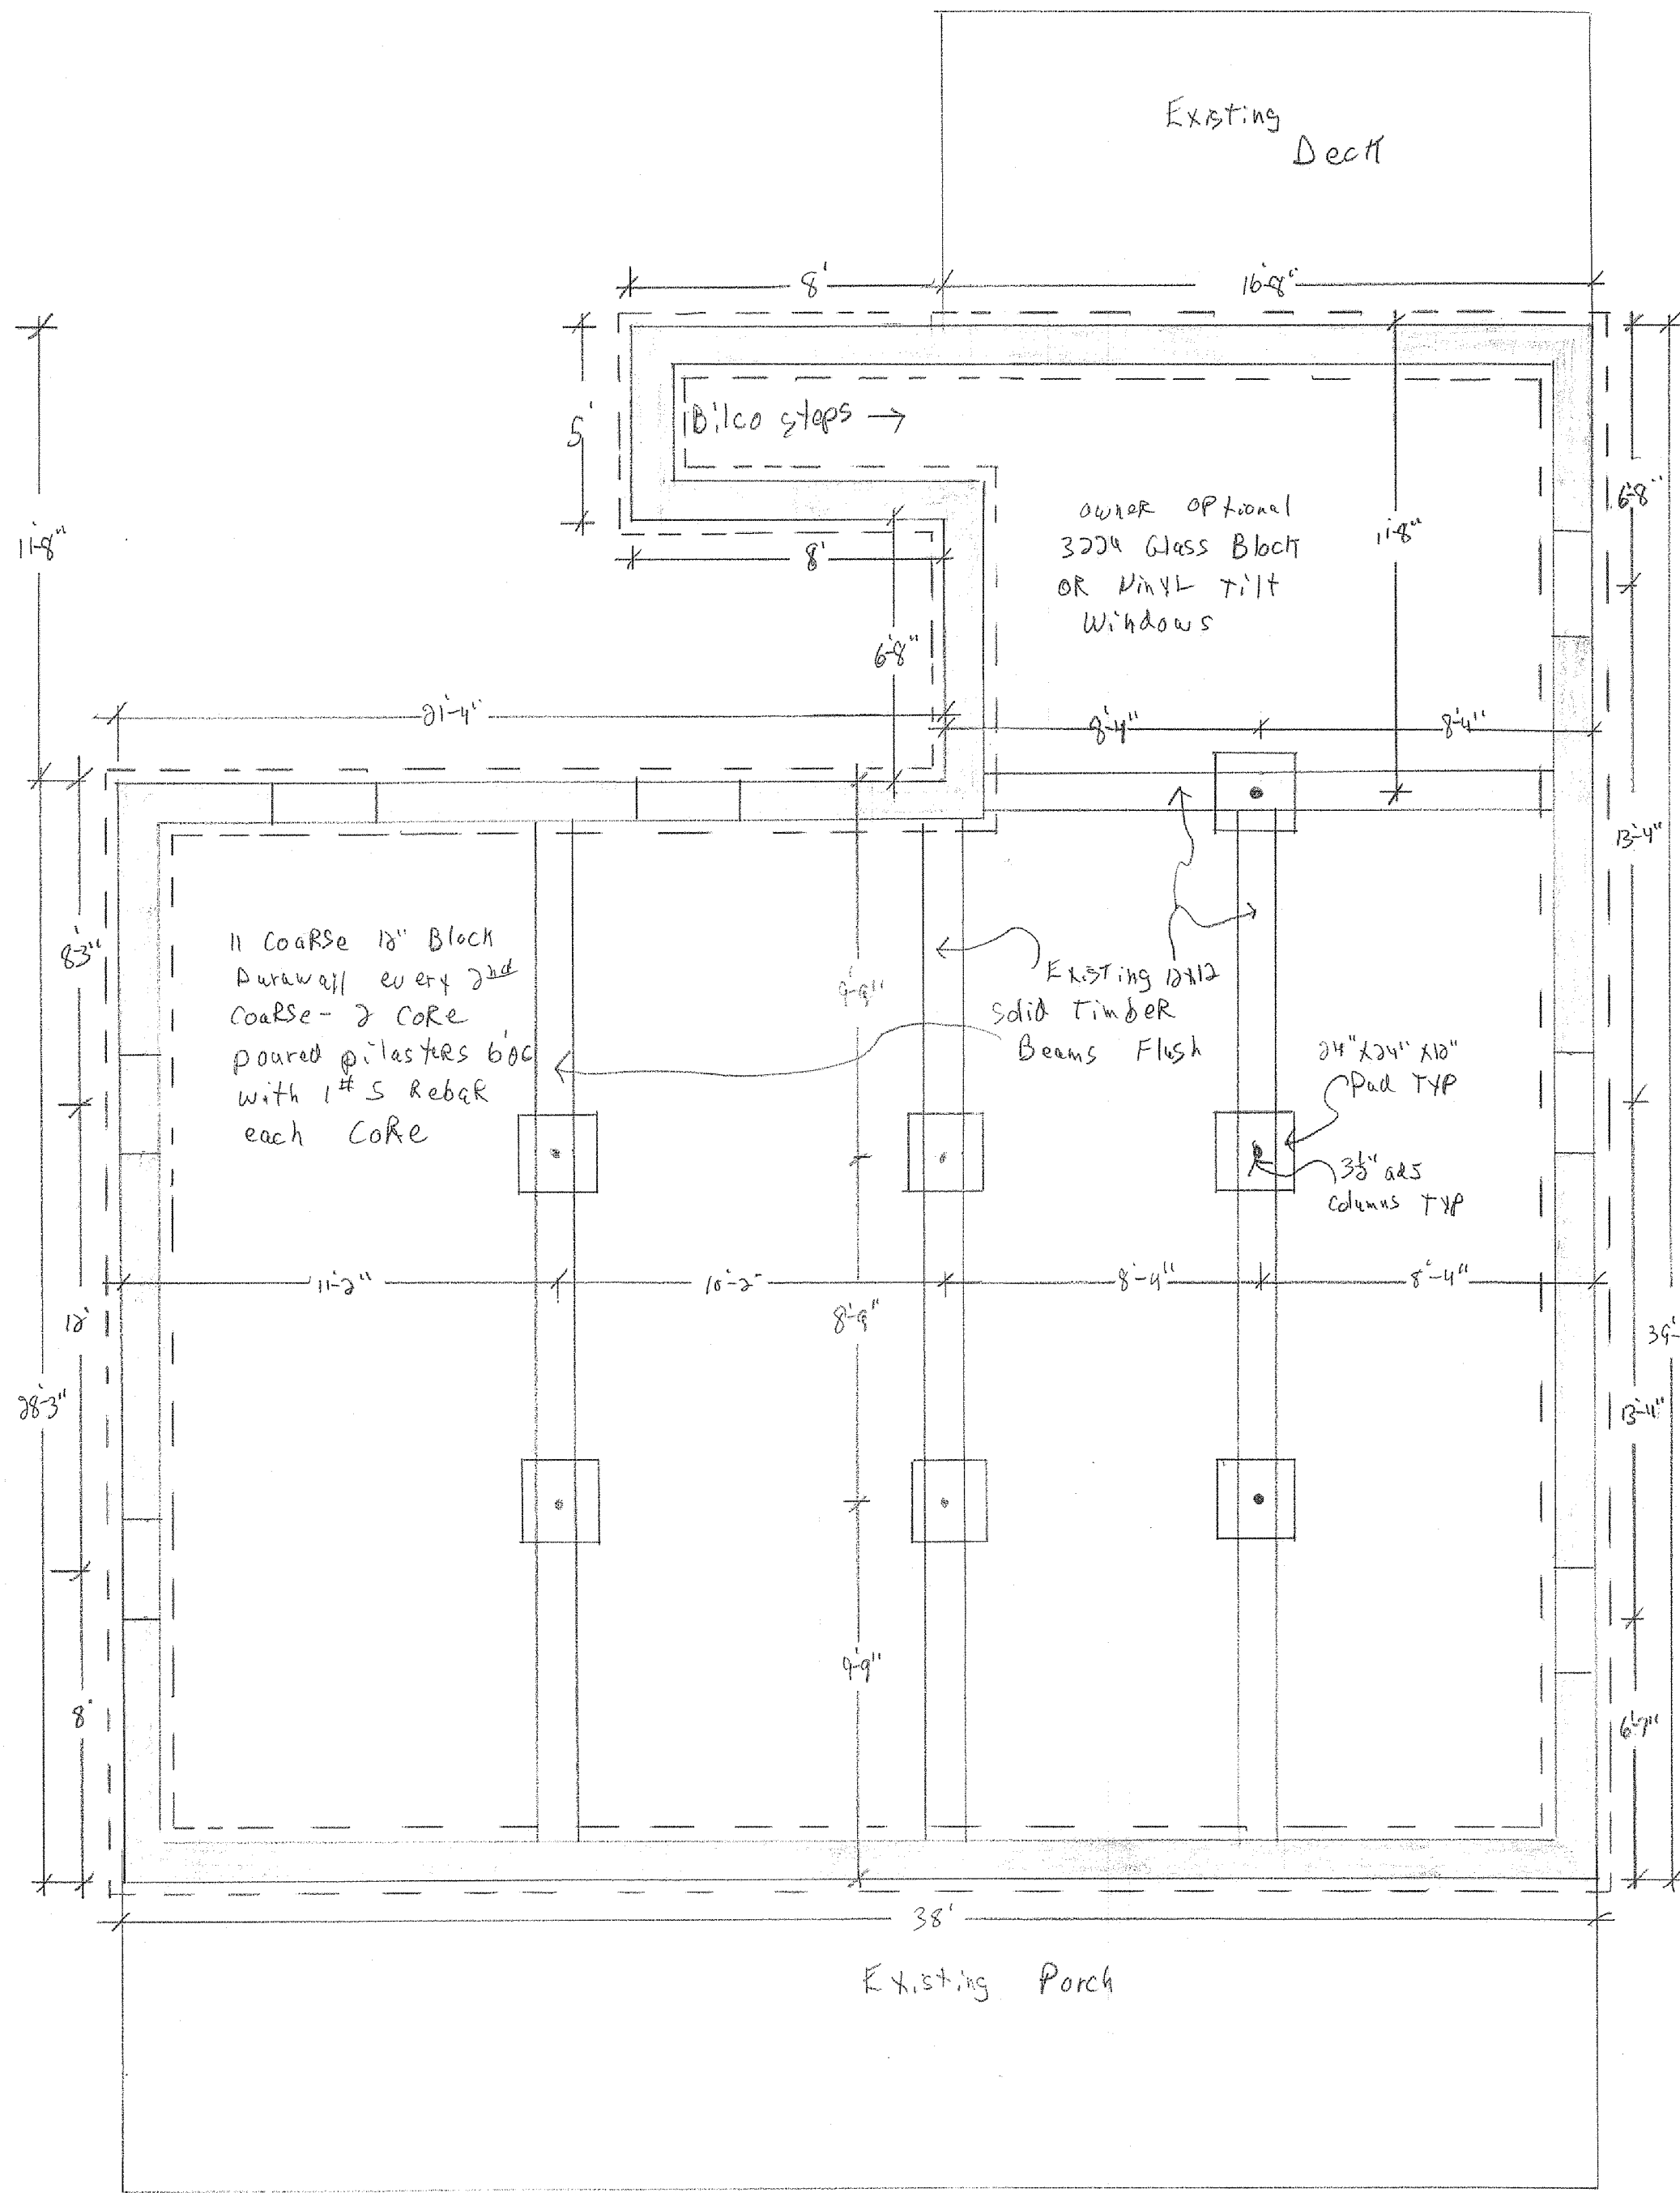 Existing
Deck
8'
16'-8"
5'
Bilco steps →
11'-8"
owner optional
3224 Glass Block
OR Vinyl Tilt
Windows
11'-8"
6'-8"
8'
6'-8"
21'-4"
8'-4"
8'-4"
13'-4"
8'-3"
11 Coarse 12" Block
Durawall every 2nd
Coarse - 2 Core
poured pilasters 6'oc
with 1 #5 Rebar
each Core
9'-9"
Existing 12x12
Solid Timber
Beams Flush
24"x24"x12"
Pad TYP
3½" adj
Columns TYP
11'-2"
10'-2"
8'-4"
8'-4"
12'
8'-9"
39'-
28'-3"
13'-4"
9'-9"
8'
6'-7"
38'
Existing Porch